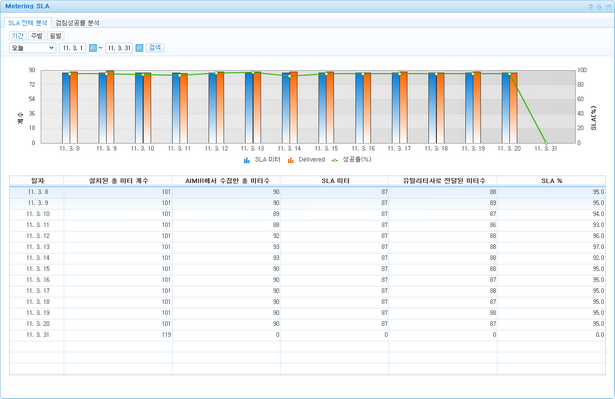 Metering SLA
SLA 전체 분석 검침성공률 분석
기간 주별 월별
오늘 11. 3. 1 ~ 11. 3. 31 검색
90 72 54 36 18 0
계수
100 80 60 40 20 0
SLA(%)
11. 3. 8 11. 3. 9 11. 3. 10 11. 3. 11 11. 3. 12 11. 3. 13 11. 3. 14 11. 3. 15 11. 3. 16 11. 3. 17 11. 3. 18 11. 3. 19 11. 3. 20 11. 3. 31
SLA 미터 Delivered 성공률(%)
일자 설치된 총 미터 계수 AIMIR에서 수집한 총 미터수 SLA 미터 유틸리티사로 전달된 미터수 SLA %
11. 3. 8 101 90 87 88 95.0
11. 3. 9 101 90 87 89 95.0
11. 3. 10 101 89 87 87 94.0
11. 3. 11 101 88 87 86 93.0
11. 3. 12 101 92 87 88 96.0
11. 3. 13 101 93 87 88 97.0
11. 3. 14 101 93 87 88 92.0
11. 3. 15 101 90 87 88 95.0
11. 3. 16 101 90 87 87 95.0
11. 3. 17 101 90 87 88 95.0
11. 3. 18 101 90 87 87 95.0
11. 3. 19 101 90 87 88 95.0
11. 3. 20 101 90 87 87 95.0
11. 3. 31 119 0 0 0 0.0